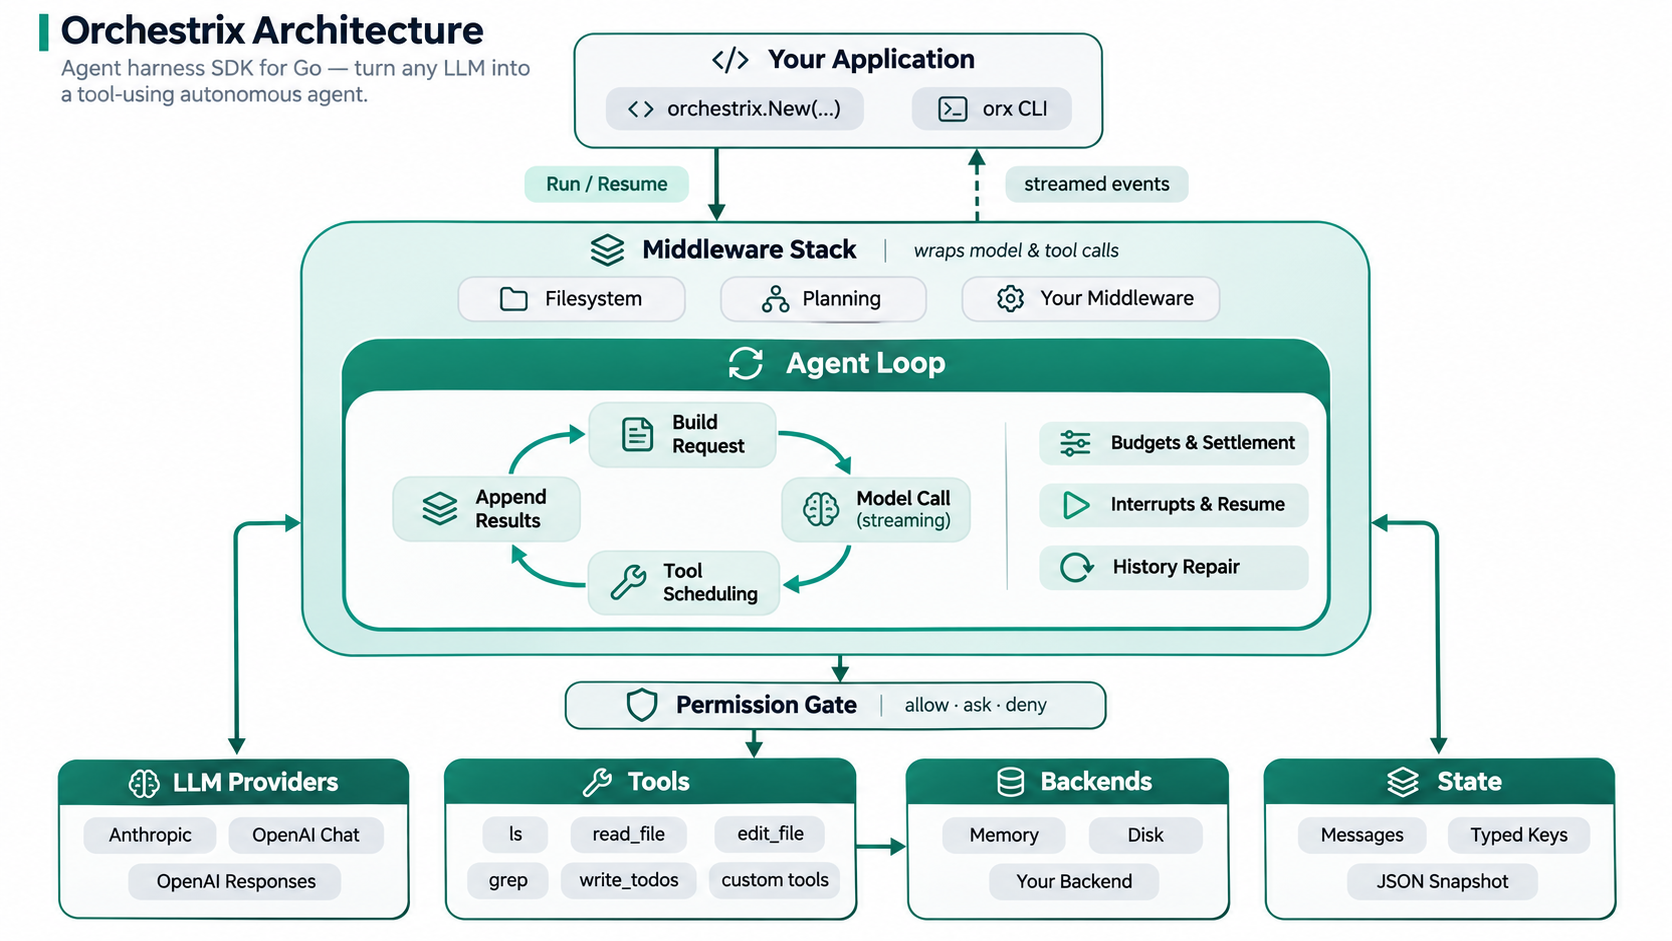 Orchestrix Architecture
Agent harness SDK for Go — turn any LLM into
a tool-using autonomous agent.
Your Application
orchestrix.New(...)
orx CLI
Run / Resume
streamed events
Middleware Stack
wraps model & tool calls
Filesystem
Planning
Your Middleware
Agent Loop
Build
Request
Append
Results
Model Call
(streaming)
Tool
Scheduling
Budgets & Settlement
Interrupts & Resume
History Repair
Permission Gate
allow · ask · deny
LLM Providers
Anthropic
OpenAI Chat
OpenAI Responses
Tools
ls
read_file
edit_file
grep
write_todos
custom tools
Backends
Memory
Disk
Your Backend
State
Messages
Typed Keys
JSON Snapshot